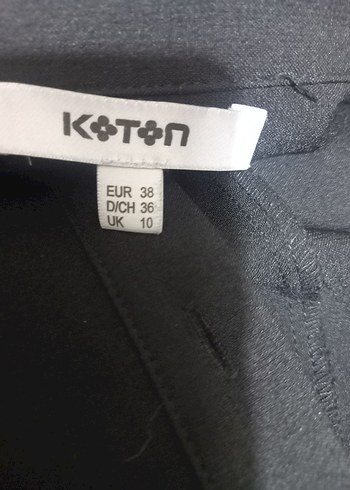 KOTON
EUR 38
D/CH 36
UK 10